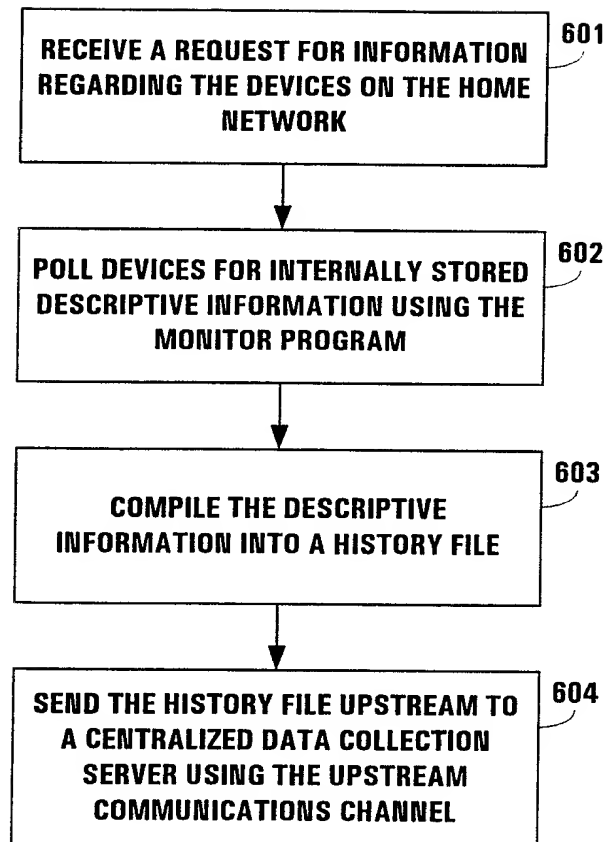 601
RECEIVE A REQUEST FOR INFORMATION
REGARDING THE DEVICES ON THE HOME
NETWORK
602
POLL DEVICES FOR INTERNALLY STORED
DESCRIPTIVE INFORMATION USING THE
MONITOR PROGRAM
603
COMPILE THE DESCRIPTIVE
INFORMATION INTO A HISTORY FILE
604
SEND THE HISTORY FILE UPSTREAM TO
A CENTRALIZED DATA COLLECTION
SERVER USING THE UPSTREAM
COMMUNICATIONS CHANNEL